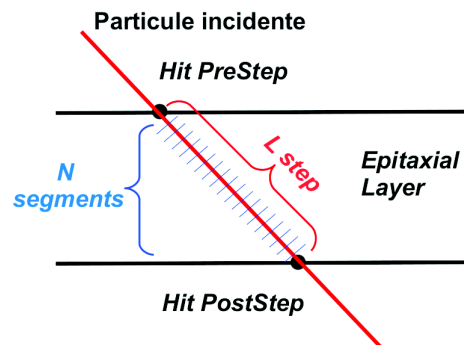 Particule incidente
Hit PreStep
L step
N
segments
Epitaxial
Layer
Hit PostStep